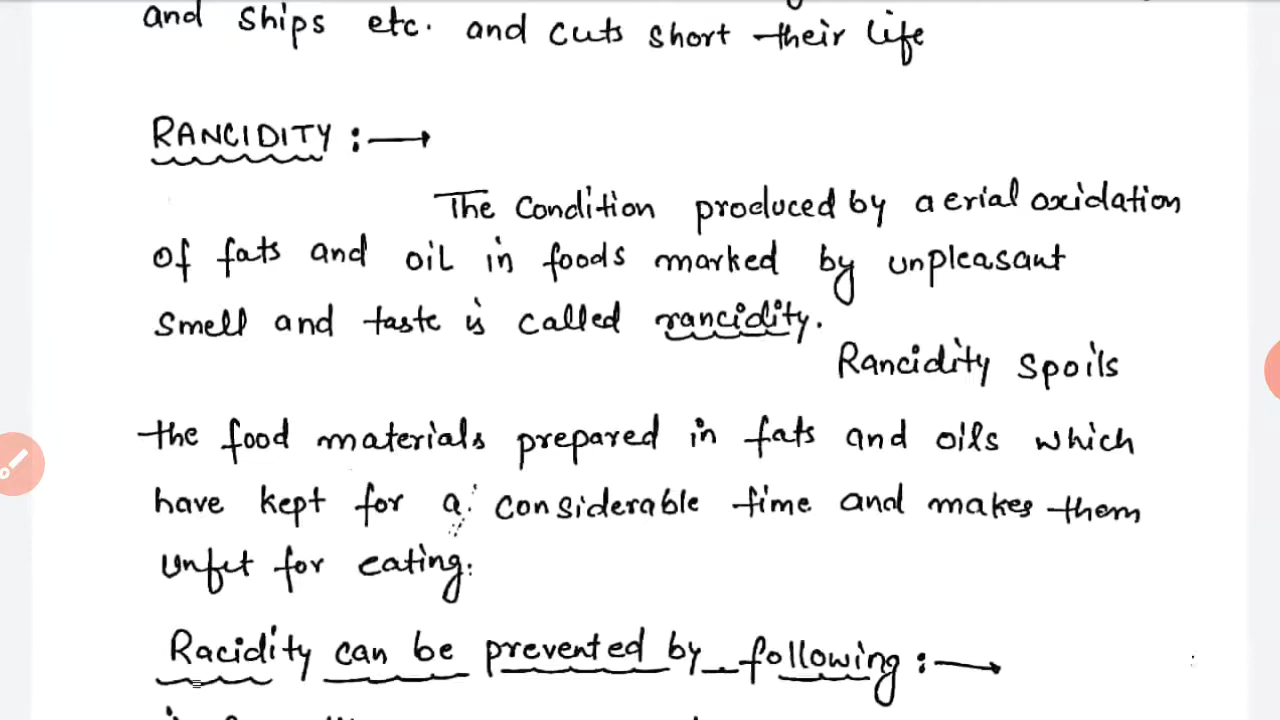 and ships etc. and cuts short their life
RANCIDITY :→
The condition produced by aerial oxidation
of fats and oil in foods marked by unpleasant
smell and taste is called rancidity.
Rancidity spoils
the food materials prepared in fats and oils which
have kept for a considerable time and makes them
unfit for eating.
Racidity can be prevented by following :→